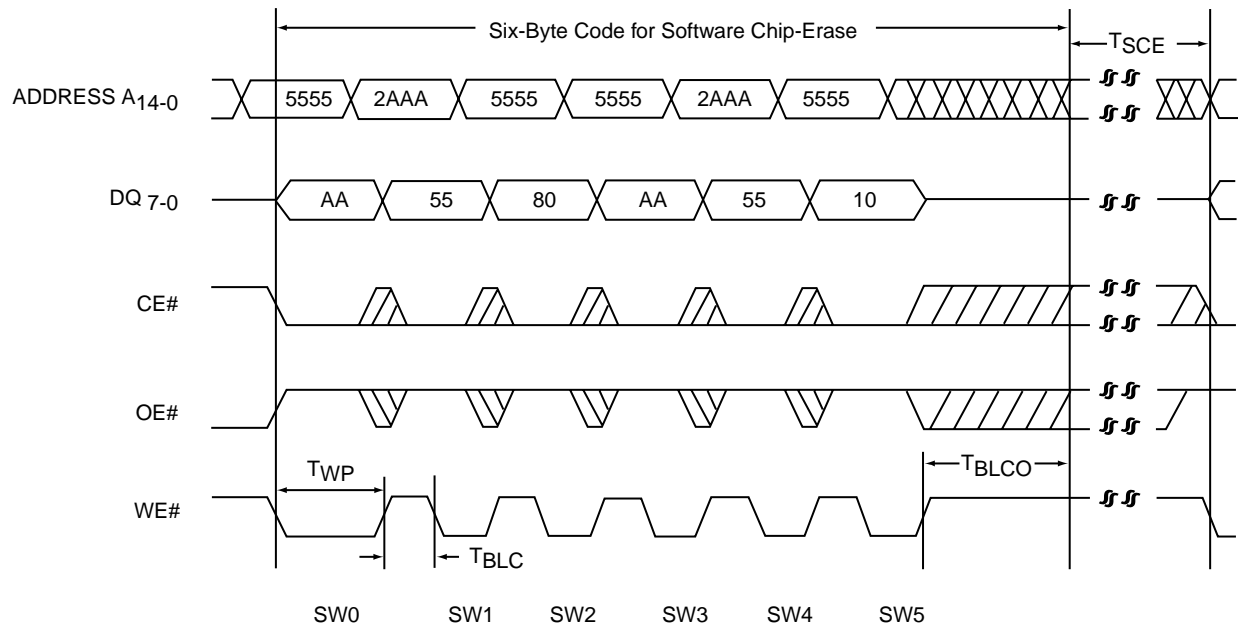 Six-Byte Code for Software Chip-Erase
TSCE
ADDRESS A14-0
5555 2AAA 5555 5555 2AAA 5555
DQ 7-0
AA 55 80 AA 55 10
CE#
OE#
TWP
TBLCO
WE#
TBLC
SW0 SW1 SW2 SW3 SW4 SW5